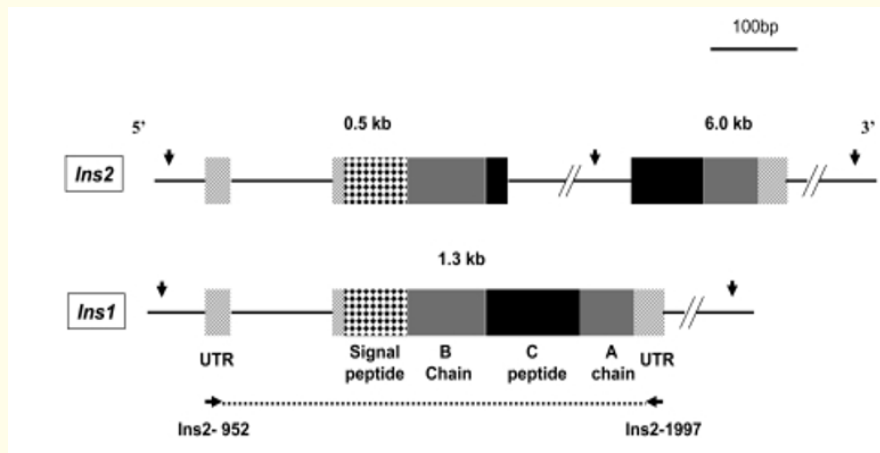 100bp
5’ 0.5 kb 6.0 kb 3’
Ins2
1.3 kb
Ins1
UTR Signal peptide B Chain C peptide A chain UTR
Ins2- 952 Ins2-1997